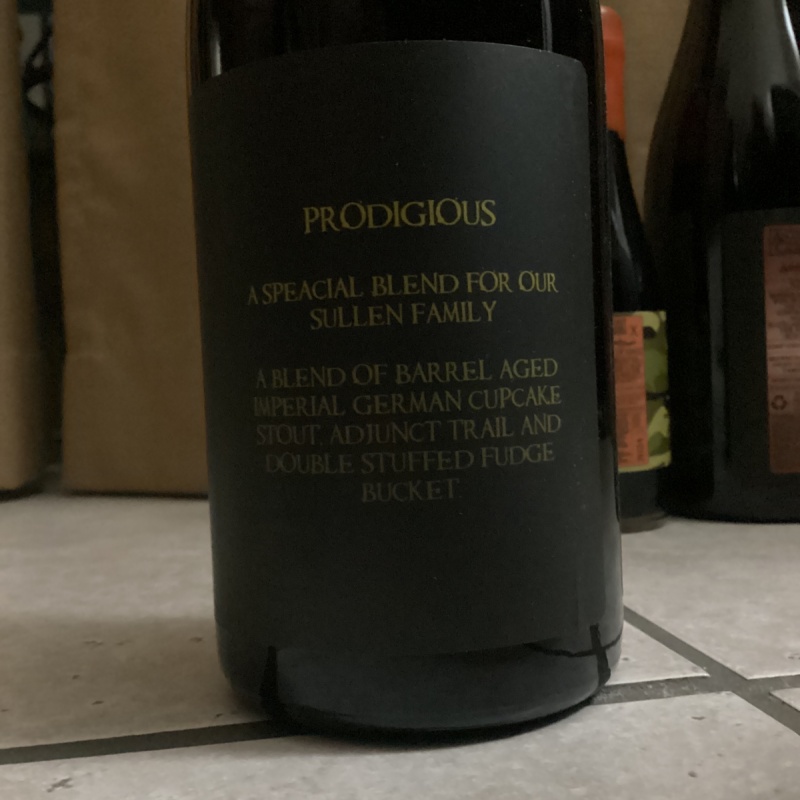 PRODIGIOUS
A SPEACIAL BLEND FOR OUR
SULLEN FAMILY
A BLEND OF BARREL AGED
IMPERIAL GERMAN CUPCAKE
STOUT, ADJUNCT TRAIL AND
DOUBLE STUFFED FUDGE
BUCKET.